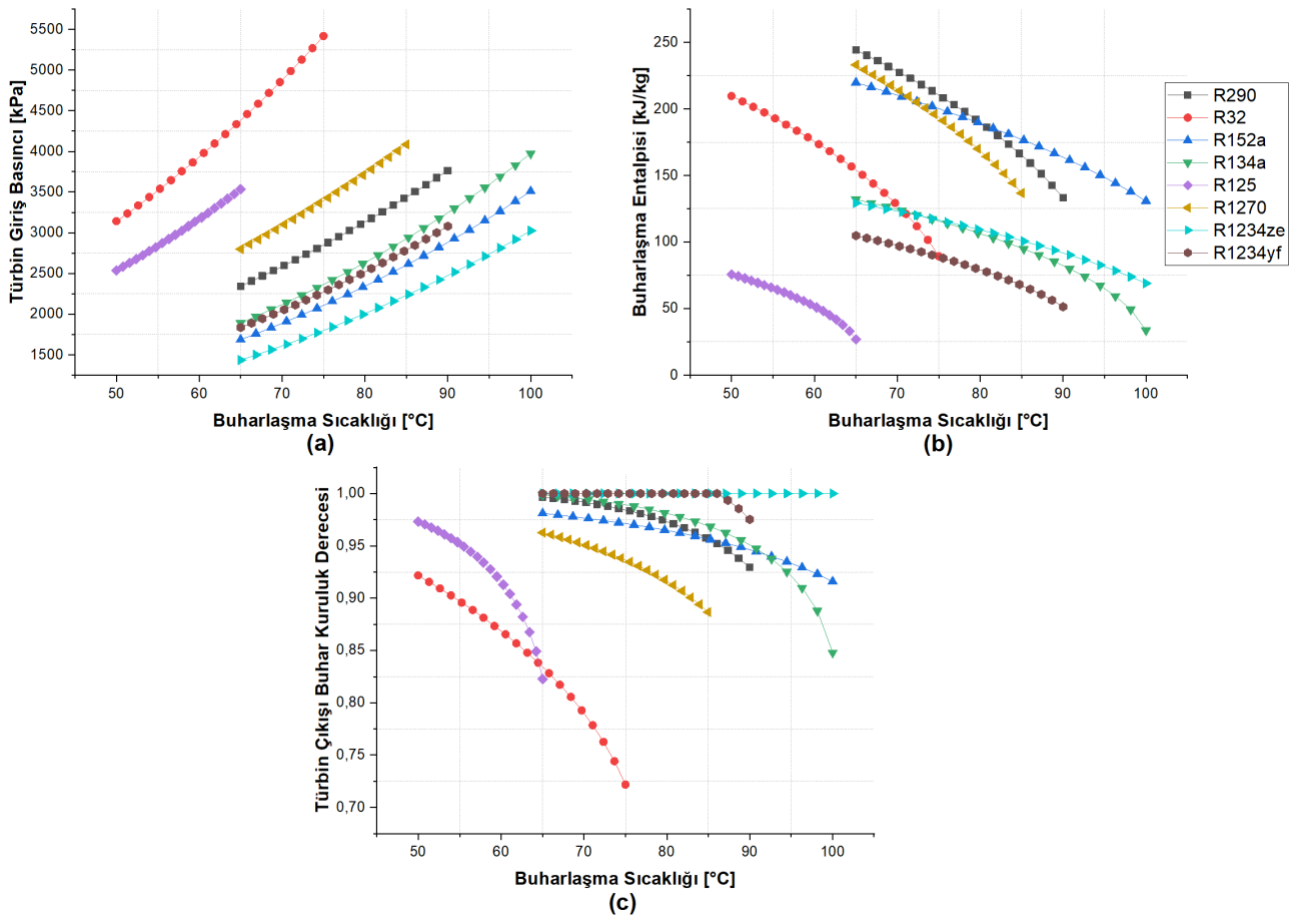 Türbin Giriş Basıncı [kPa]
5500
5000
4500
4000
3500
3000
2500
2000
1500
50 60 70 80 90 100
Buharlaşma Sıcaklığı [°C]
(a)
Buharlaşma Entalpisi [kJ/kg]
250
200
150
100
50
0
50 60 70 80 90 100
Buharlaşma Sıcaklığı [°C]
(b)
R290
R32
R152a
R134a
R125
R1270
R1234ze
R1234yf
Türbin Çıkışı Buhar Kuruluk Derecesi
1,00
0,95
0,90
0,85
0,80
0,75
0,70
50 60 70 80 90 100
Buharlaşma Sıcaklığı [°C]
(c)